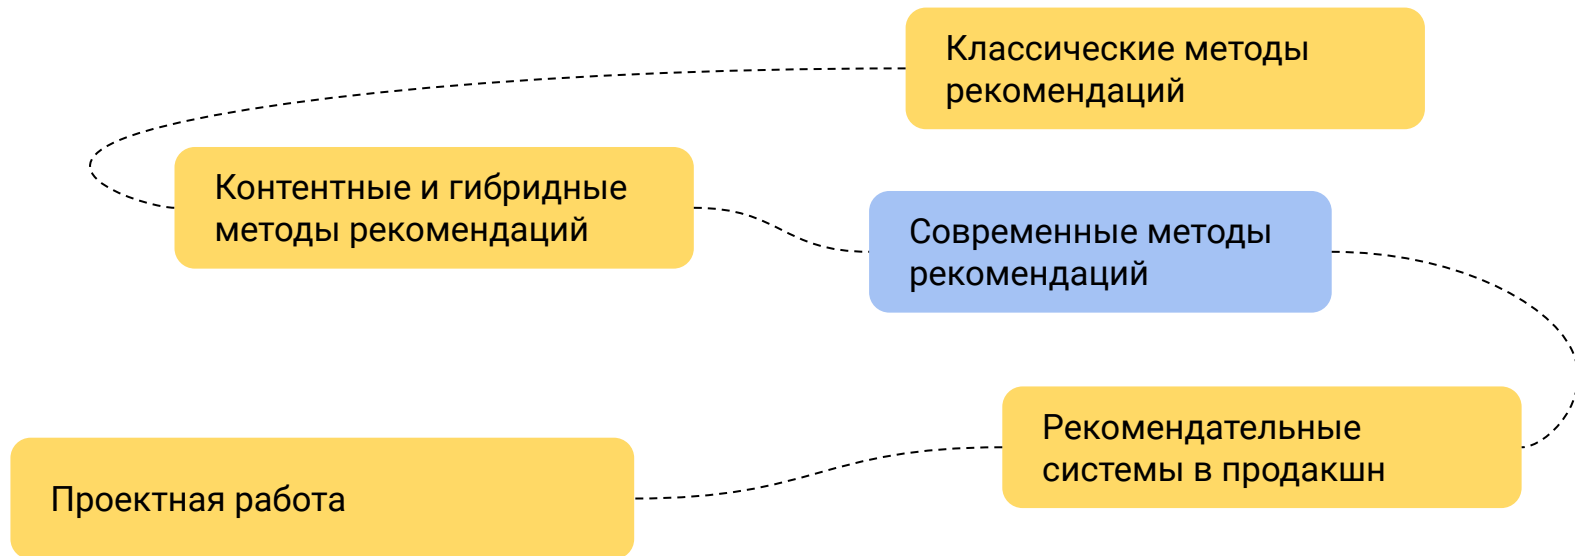 Классические методы
рекомендаций
Контентные и гибридные
методы рекомендаций
Современные методы
рекомендаций
Рекомендательные
системы в продакшн
Проектная работа